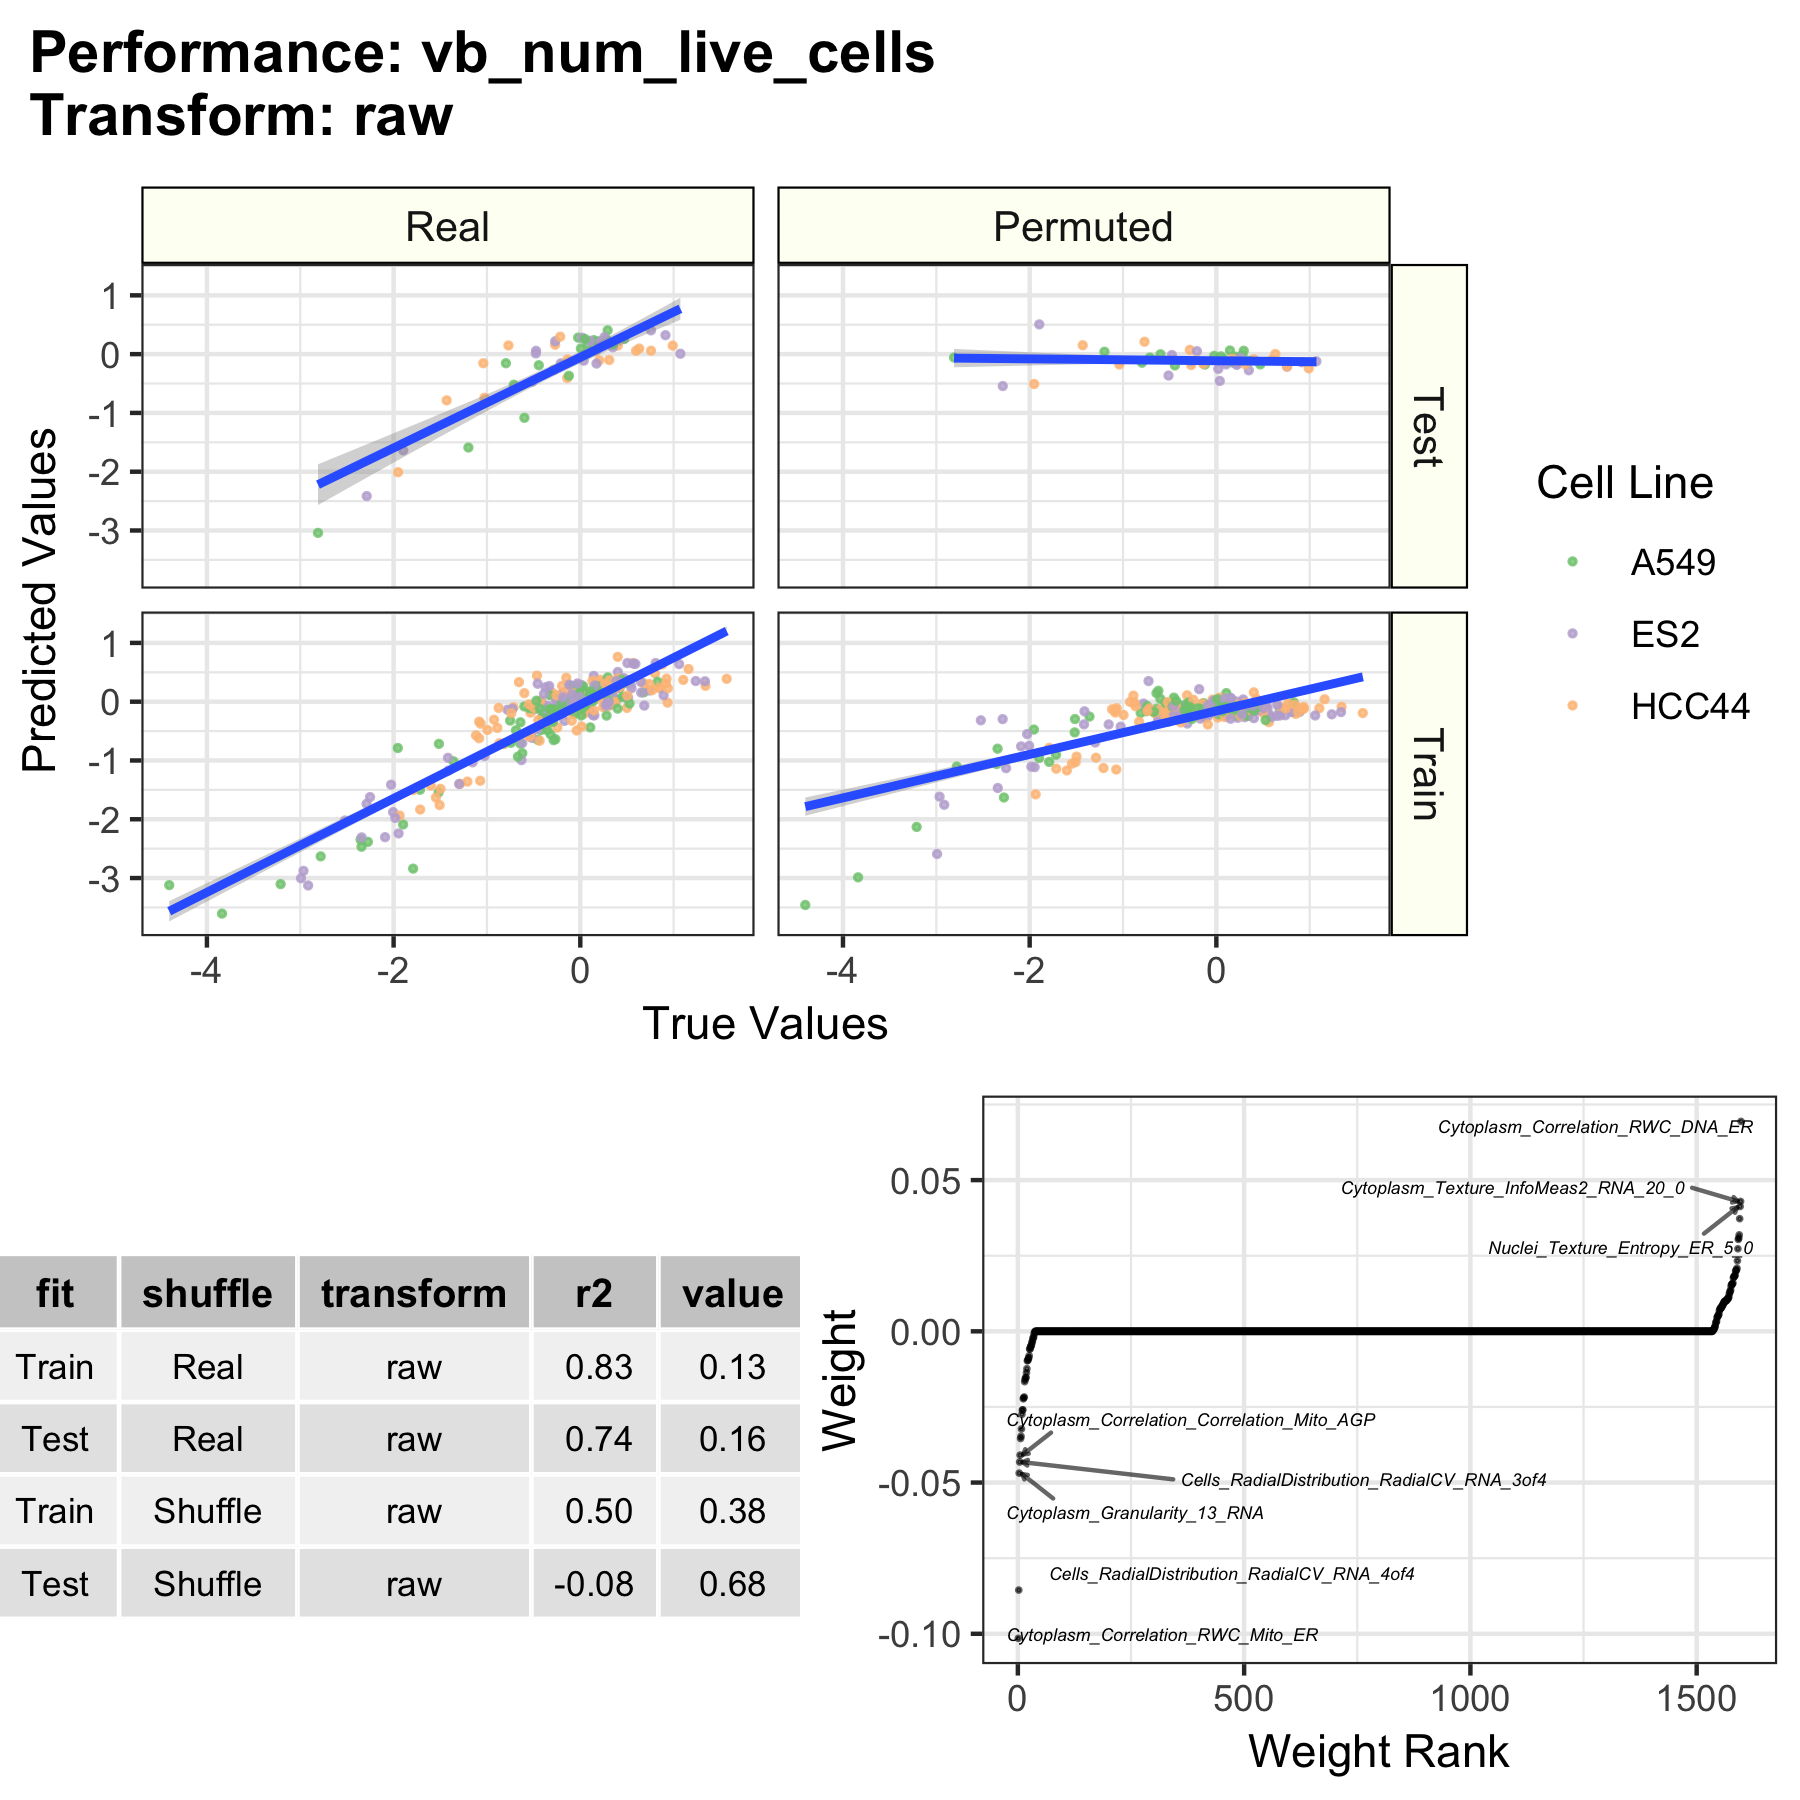 Performance: vb_num_live_cells
Transform: raw
Real
Permuted
Predicted Values
1
0
-1
-2
-3
Test
1
0
-1
-2
-3
Train
-4
-2
0
-4
-2
0
True Values
Cell Line
A549
ES2
HCC44
fit shuffle transform r2 value
Train Real raw 0.83 0.13
Test Real raw 0.74 0.16
Train Shuffle raw 0.50 0.38
Test Shuffle raw -0.08 0.68
Weight
0.05
0.00
-0.05
-0.10
Cytoplasm_Correlation_RWC_DNA_ER
Cytoplasm_Texture_InfoMeas2_RNA_20_0
Nuclei_Texture_Entropy_ER_5_0
Cytoplasm_Correlation_Correlation_Mito_AGP
Cells_RadialDistribution_RadialCV_RNA_3of4
Cytoplasm_Granularity_13_RNA
Cells_RadialDistribution_RadialCV_RNA_4of4
Cytoplasm_Correlation_RWC_Mito_ER
0
500
1000
1500
Weight Rank